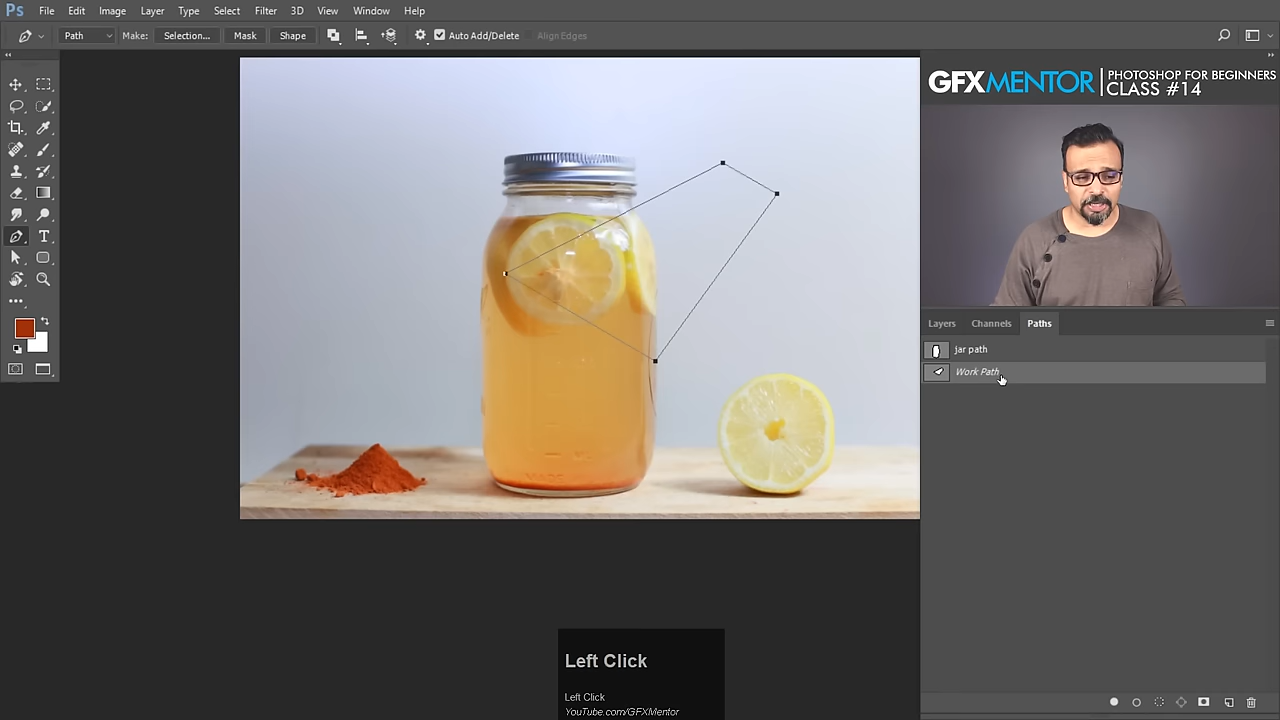 Ps File Edit Image Layer Type Select Filter 3D View Window Help
Path Make: Selection... Mask Shape Auto Add/Delete Align Edges
GFXMENTOR PHOTOSHOP FOR BEGINNERS
CLASS #14
Layers Channels Paths
jar path
Work Path
Left Click
Left Click
YouTube.com/GFXMentor